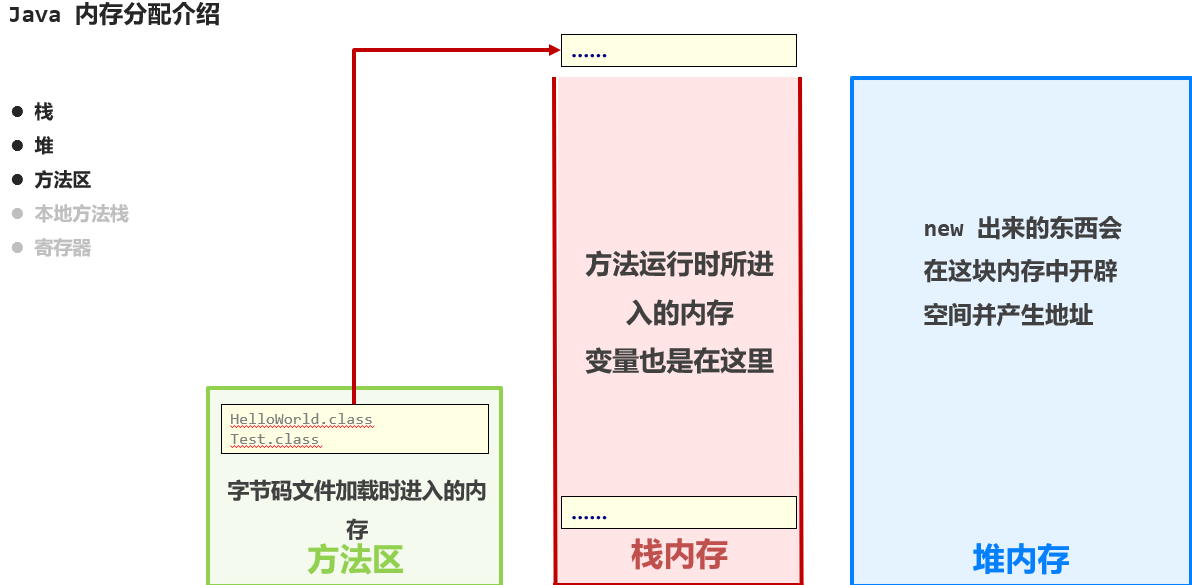 Java 内存分配介绍
● 栈
● 堆
● 方法区
● 本地方法栈
● 寄存器
HelloWorld.class
Test.class
字节码文件加载时进入的内
存
方法区
......
方法运行时所进
入的内存
变量也是在这里
......
栈内存
new 出来的东西会
在这块内存中开辟
空间并产生地址
堆内存